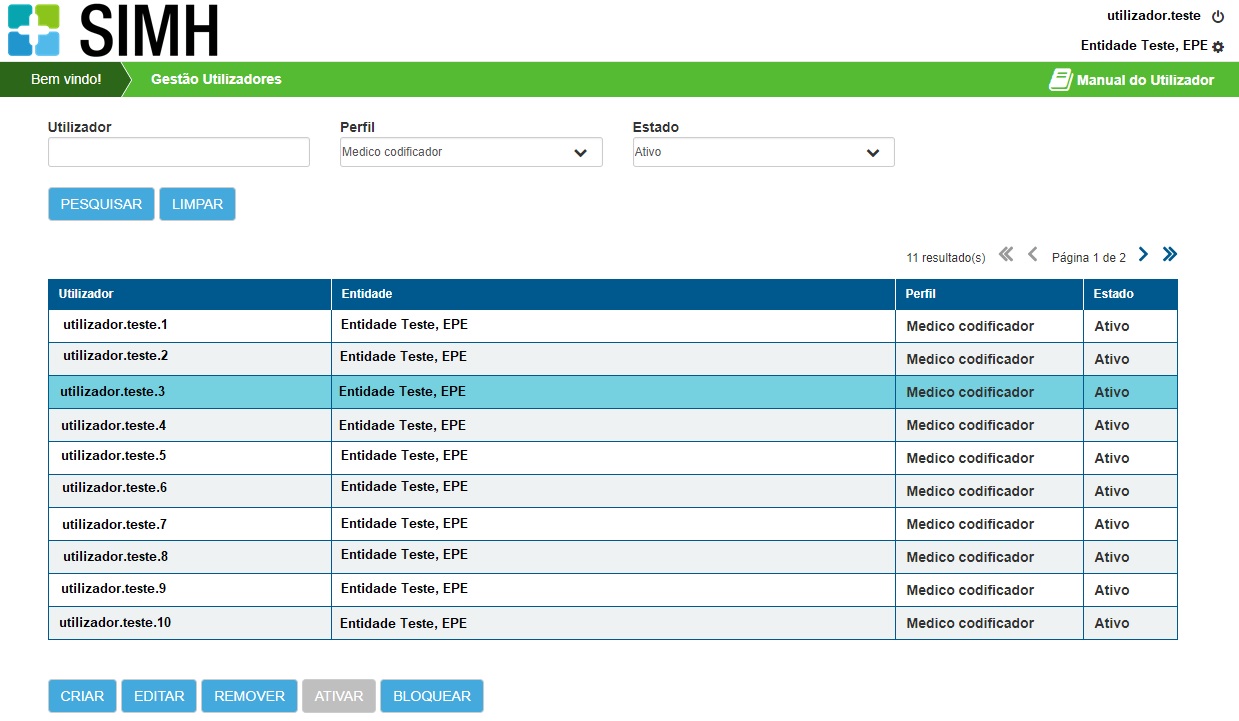 SIMH
utilizador.teste
Entidade Teste, EPE
Bem vindo! Gestão Utilizadores Manual do Utilizador
Utilizador Perfil Estado
Medico codificador Ativo
PESQUISAR LIMPAR
11 resultado(s) Página 1 de 2
Utilizador Entidade Perfil Estado
utilizador.teste.1 Entidade Teste, EPE Medico codificador Ativo
utilizador.teste.2 Entidade Teste, EPE Medico codificador Ativo
utilizador.teste.3 Entidade Teste, EPE Medico codificador Ativo
utilizador.teste.4 Entidade Teste, EPE Medico codificador Ativo
utilizador.teste.5 Entidade Teste, EPE Medico codificador Ativo
utilizador.teste.6 Entidade Teste, EPE Medico codificador Ativo
utilizador.teste.7 Entidade Teste, EPE Medico codificador Ativo
utilizador.teste.8 Entidade Teste, EPE Medico codificador Ativo
utilizador.teste.9 Entidade Teste, EPE Medico codificador Ativo
utilizador.teste.10 Entidade Teste, EPE Medico codificador Ativo
CRIAR EDITAR REMOVER ATIVAR BLOQUEAR